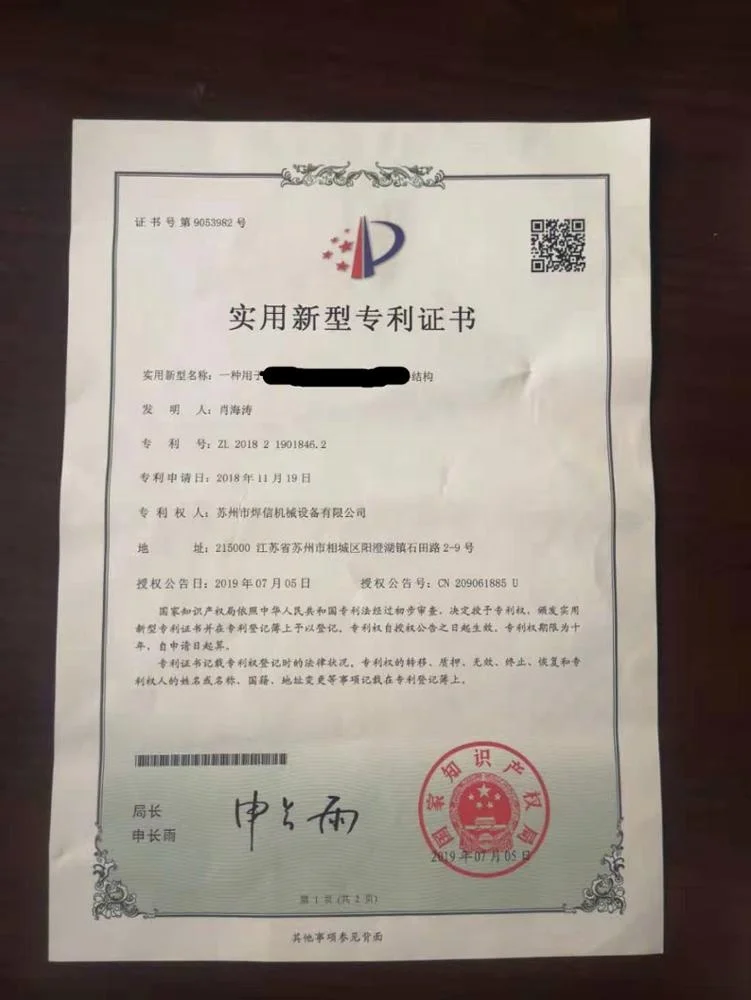 证书号第9053982号
实用新型专利证书
实用新型名称：一种用于 结构
发 明 人：肖海涛
专 利 号：ZL 2018 2 1901846.2
专利申请日：2018年11月19日
专 利 权 人：苏州市焊信机械设备有限公司
地 址：215000 江苏省苏州市相城区阳澄湖镇石田路2-9号
授权公告日：2019年07月05日 授权公告号：CN 209061885 U
国家知识产权局依照中华人民共和国专利法经过初步审查，决定授予专利权，颁发实用
新型专利证书并在专利登记簿上予以登记。专利权自授权公告之日起生效。专利权期限为十
年，自申请日起算。
专利证书记载专利权登记时的法律状况。专利权的转移、质押、无效、终止、恢复和专
利权人的姓名或名称、国籍、地址变更等事项记载在专利登记簿上。
局长
申长雨
申长雨
国家知识产权局
2019年07月05日
第 1 页 (共 2 页)
其他事项参见背面